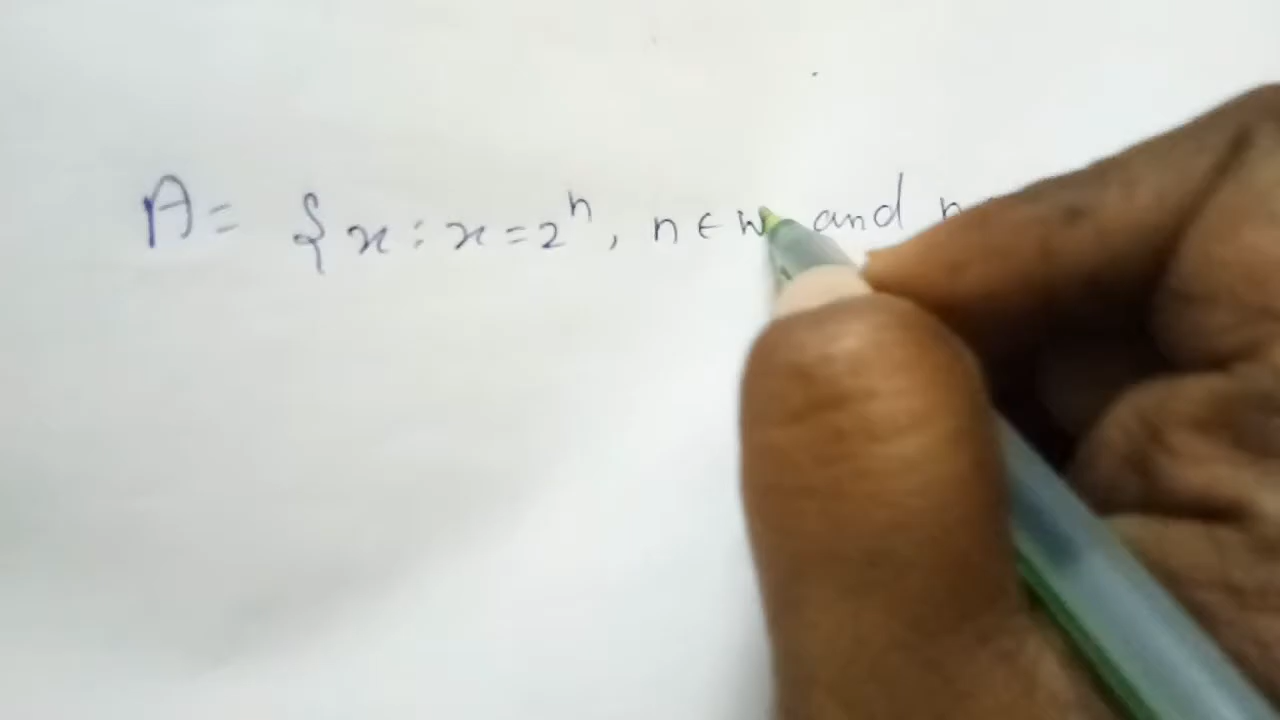 A = { x : x = 2ⁿ, n ∈ W and n